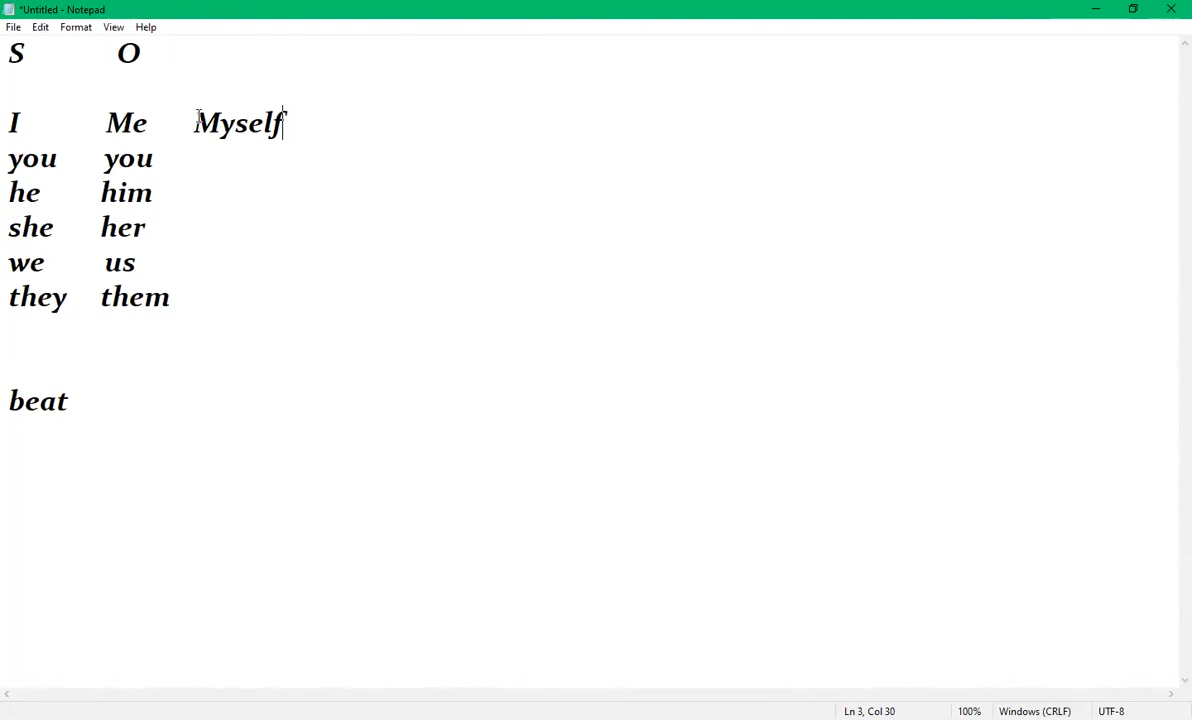 *Untitled - Notepad
File Edit Format View Help
S O
I Me Myself
you you
he him
she her
we us
they them
beat
Ln 3, Col 30 100% Windows (CRLF) UTF-8